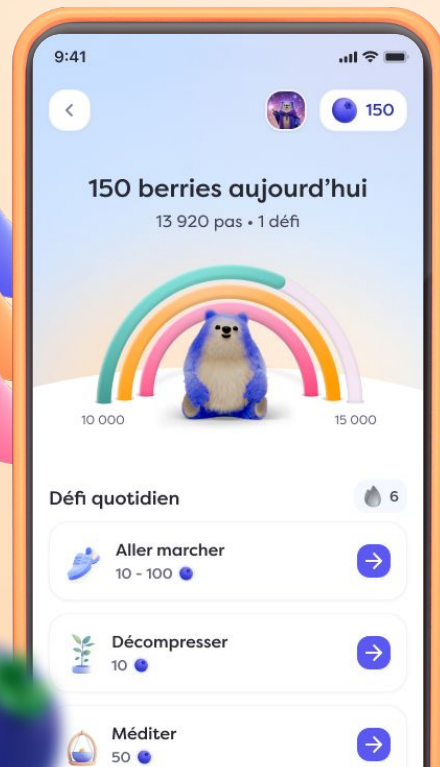 9:41
150
150 berries aujourd'hui
13 920 pas • 1 défi
10 000
15 000
Défi quotidien
6
Aller marcher
10 - 100
Décompresser
10
Méditer
50